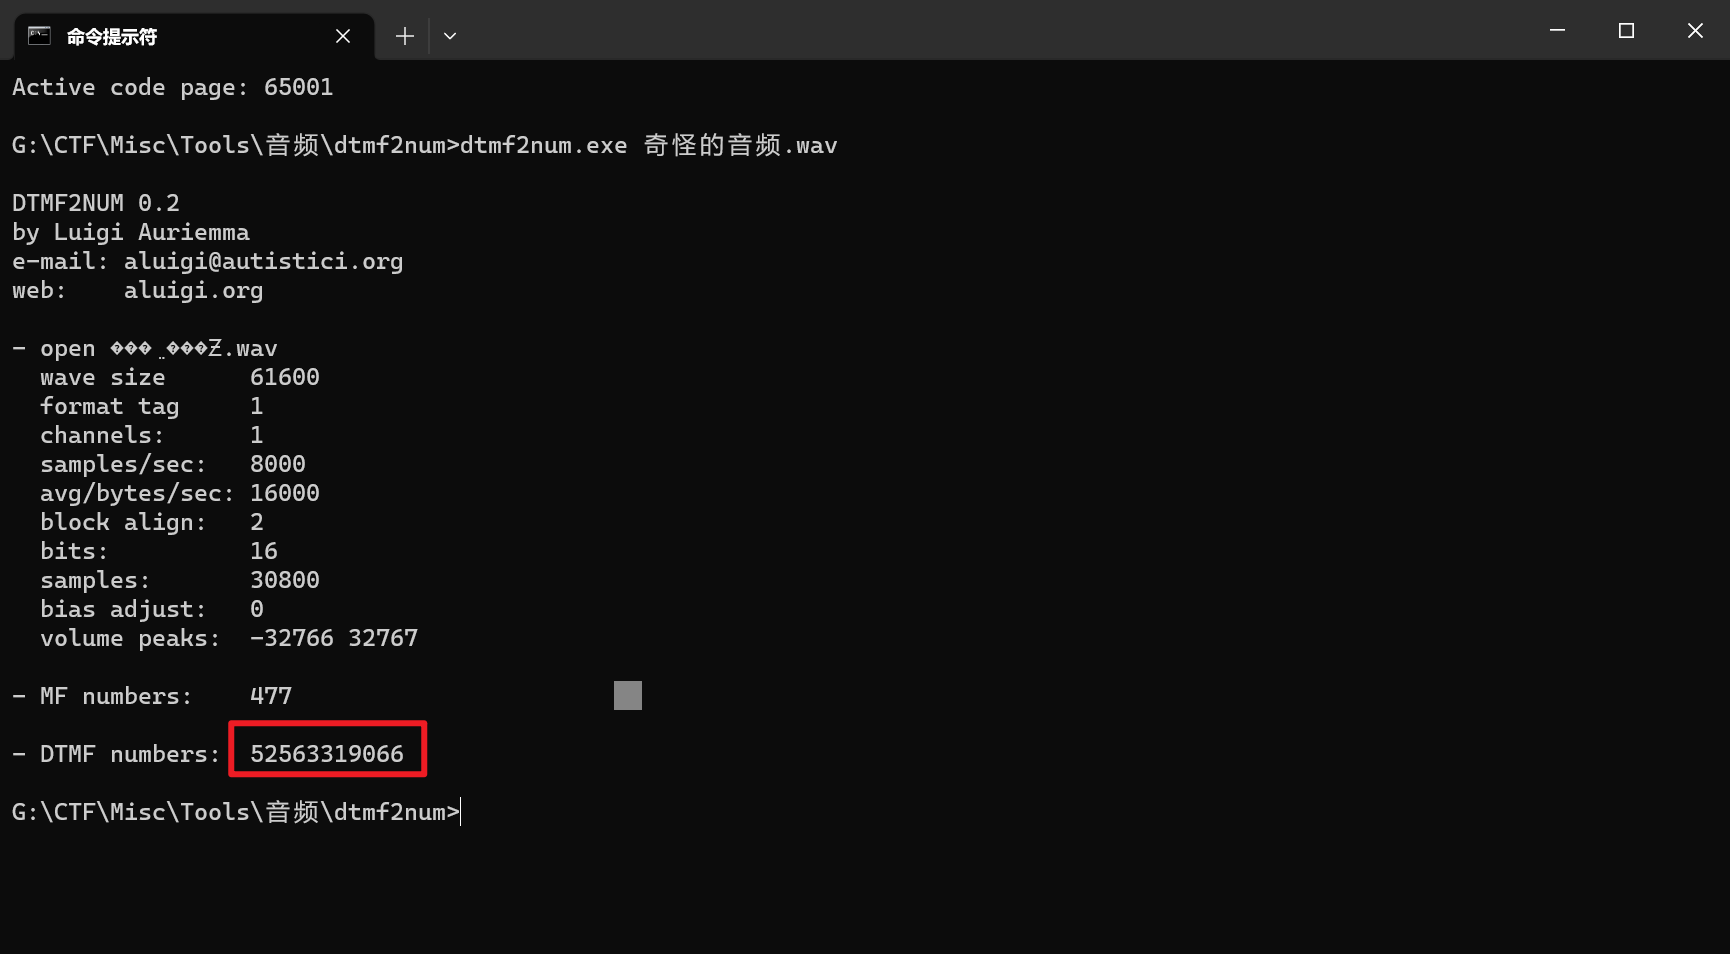 命令提示符
Active code page: 65001
G:\CTF\Misc\Tools\音频\dtmf2num>dtmf2num.exe 奇怪的音频.wav
DTMF2NUM 0.2
by Luigi Auriemma
e-mail: aluigi@autistici.org
web:    aluigi.org
- open ��� ̤���Ƶ.wav
  wave size      61600
  format tag     1
  channels:      1
  samples/sec:   8000
  avg/bytes/sec: 16000
  block align:   2
  bits:          16
  samples:       30800
  bias adjust:   0
  volume peaks:  -32766 32767
- MF numbers:    477
- DTMF numbers:  52563319066
G:\CTF\Misc\Tools\音频\dtmf2num>